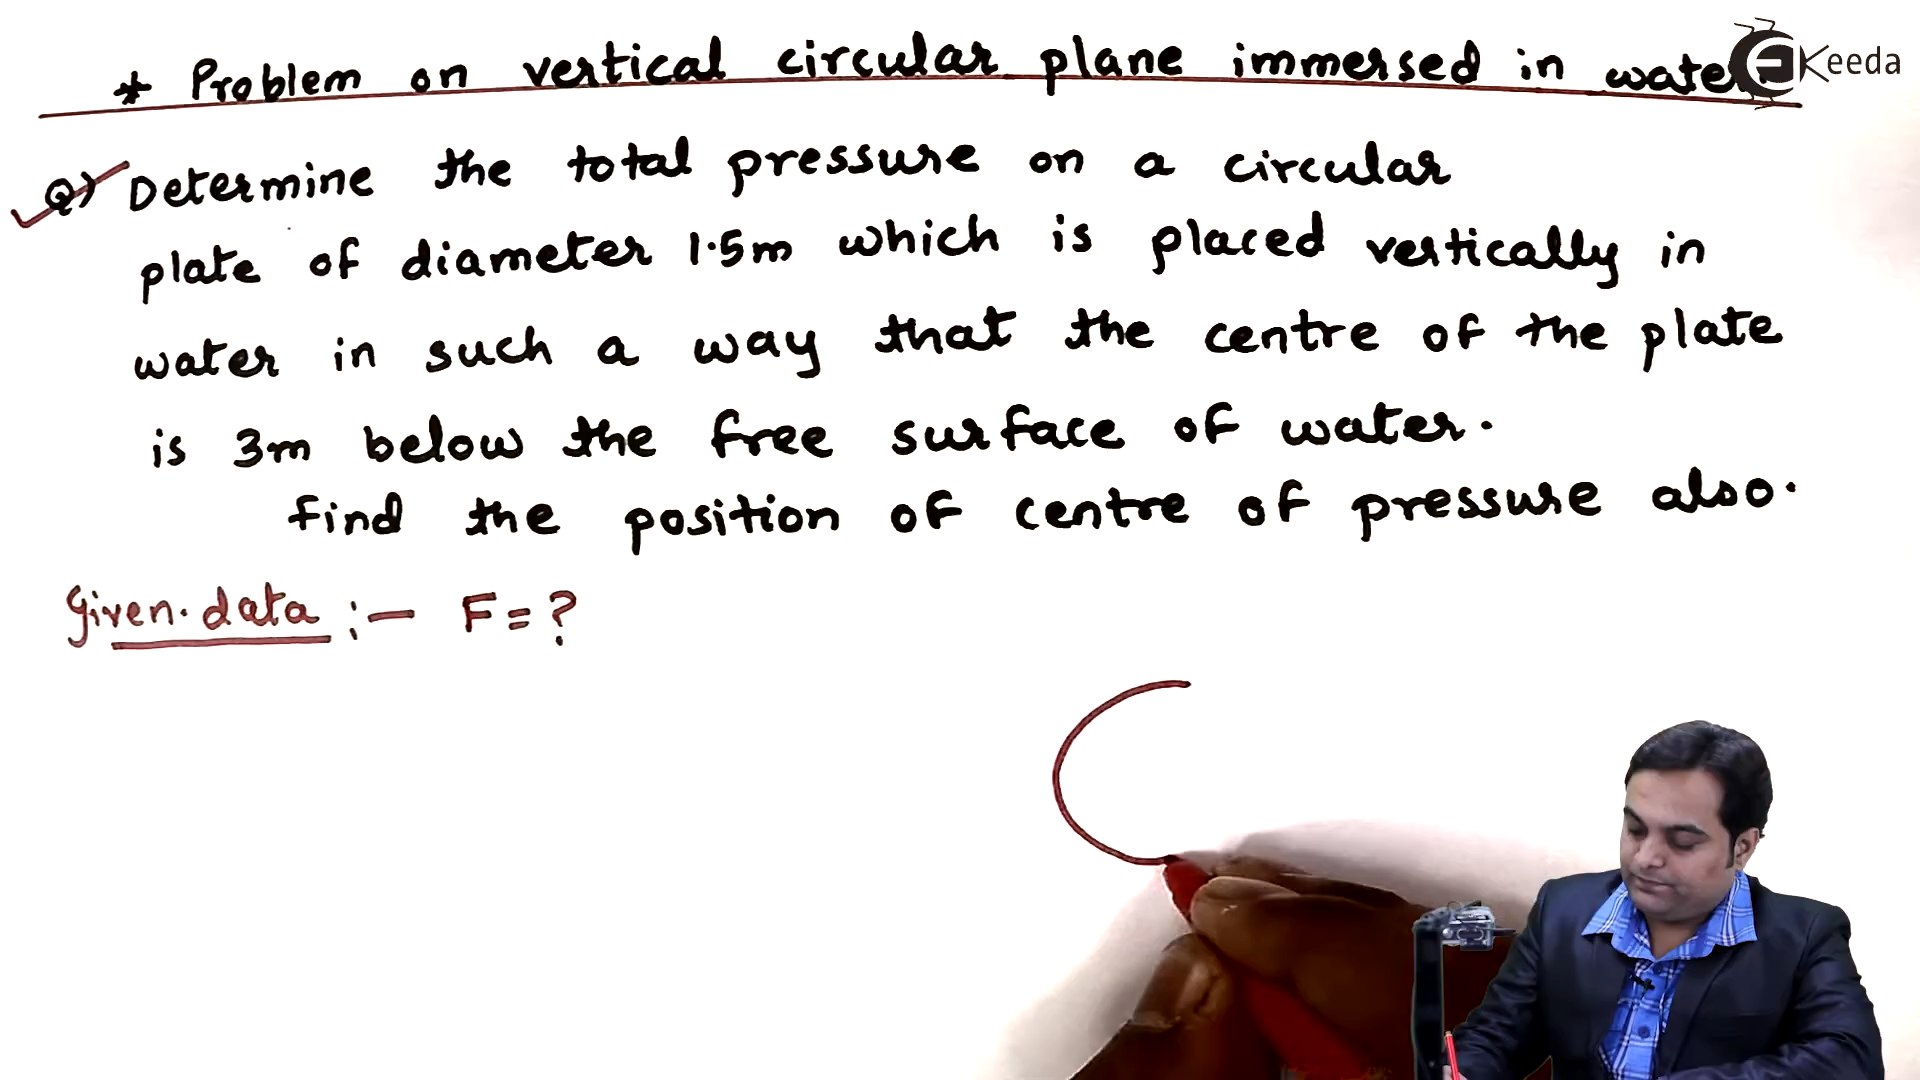 * Problem on vertical circular plane immersed in water
Keeda
Q) Determine the total pressure on a circular
plate of diameter 1.5m which is placed vertically in
water in such a way that the centre of the plate
is 3m below the free surface of water.
Find the position of centre of pressure also.
Given.data :- F = ?